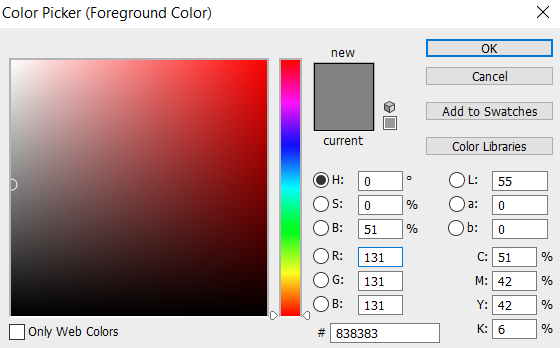 Color Picker (Foreground Color)
new
current
OK
Cancel
Add to Swatches
Color Libraries
H: 0 °
S: 0 %
B: 51 %
R: 131
G: 131
B: 131
# 838383
L: 55
a: 0
b: 0
C: 51 %
M: 42 %
Y: 42 %
K: 6 %
Only Web Colors